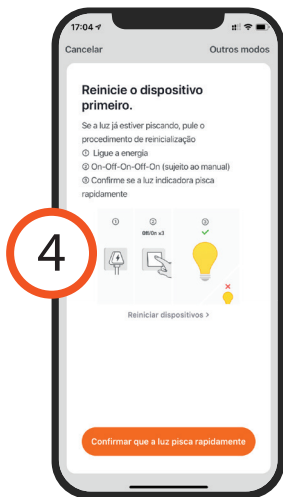 17:04
Cancelar Outros modos
Reinicie o dispositivo
primeiro.
Se a luz já estiver piscando, pule o
procedimento de reinicialização
① Ligue a energía
② On-Off-On-Off-On (sujeito ao manual)
③ Confirme se a luz indicadora pisca
rapidamente
① ② ③
Off/On x3
4
Reiniciar dispositivos >
Confirmar que a luz pisca rapidamente